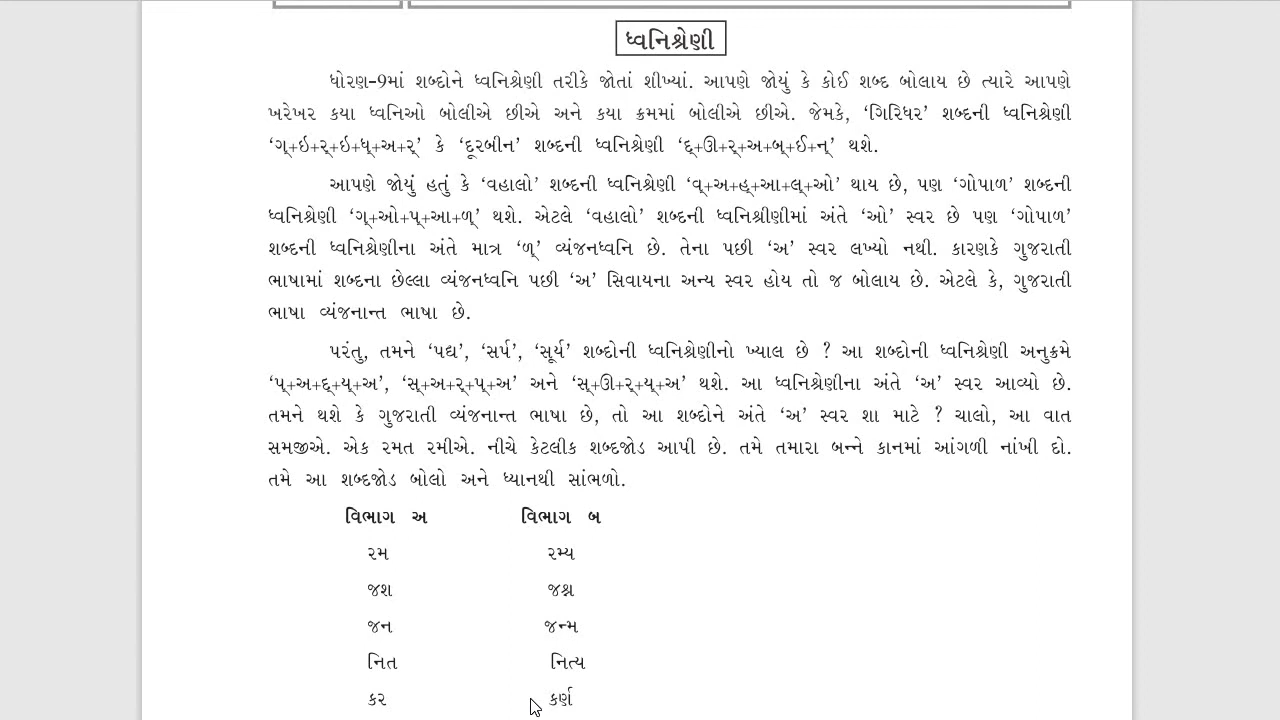 ધ્વનિશ્રેણી
ધોરણ-9માં શબ્દોને ધ્વનિશ્રેણી તરીકે જોતાં શીખ્યાં. આપણે જોયું કે કોઈ શબ્દ બોલાય છે ત્યારે આપણે
ખરેખર કયા ધ્વનિઓ બોલીએ છીએ અને કયા ક્રમમાં બોલીએ છીએ. જેમકે, ‘ગિરિધર’ શબ્દની ધ્વનિશ્રેણી
‘ગ્+ઇ+ર્+ઇ+ધ્+અ+ર્’ કે ‘દૂરબીન’ શબ્દની ધ્વનિશ્રેણી ‘દ્+ઊ+ર્+અ+બ્+ઈ+ન્’ થશે.
આપણે જોયું હતું કે ‘વહાલો’ શબ્દની ધ્વનિશ્રેણી ‘વ્+અ+હ્+આ+લ્+ઓ’ થાય છે, પણ ‘ગોપાળ’ શબ્દની
ધ્વનિશ્રેણી ‘ગ્+ઓ+પ્+આ+ળ્’ થશે. એટલે ‘વહાલો’ શબ્દની ધ્વનિશ્રીણીમાં અંતે ‘ઓ’ સ્વર છે પણ ‘ગોપાળ’
શબ્દની ધ્વનિશ્રેણીના અંતે માત્ર ‘ળ્’ વ્યંજનધ્વનિ છે. તેના પછી ‘અ’ સ્વર લખ્યો નથી. કારણકે ગુજરાતી
ભાષામાં શબ્દના છેલ્લા વ્યંજનધ્વનિ પછી ‘અ’ સિવાયના અન્ય સ્વર હોય તો જ બોલાય છે. એટલે કે, ગુજરાતી
ભાષા વ્યંજનાન્ત ભાષા છે.
પરંતુ, તમને ‘પદ્ય’, ‘સર્પ’, ‘સૂર્ય’ શબ્દોની ધ્વનિશ્રેણીનો ખ્યાલ છે ? આ શબ્દોની ધ્વનિશ્રેણી અનુક્રમે
‘પ્+અ+દ્+ય્+અ’, ‘સ્+અ+ર્+પ્+અ’ અને ‘સ્+ઊ+ર્+ય્+અ’ થશે. આ ધ્વનિશ્રેણીના અંતે ‘અ’ સ્વર આવ્યો છે.
તમને થશે કે ગુજરાતી વ્યંજનાન્ત ભાષા છે, તો આ શબ્દોને અંતે ‘અ’ સ્વર શા માટે ? ચાલો, આ વાત
સમજીએ. એક રમત રમીએ. નીચે કેટલીક શબ્દજોડ આપી છે. તમે તમારા બન્ને કાનમાં આંગળી નાંખી દો.
તમે આ શબ્દજોડ બોલો અને ધ્યાનથી સાંભળો.
વિભાગ અ વિભાગ બ
રમ રમ્ય
જશ જશ્ન
જન જન્મ
નિત નિત્ય
કર કર્ણ